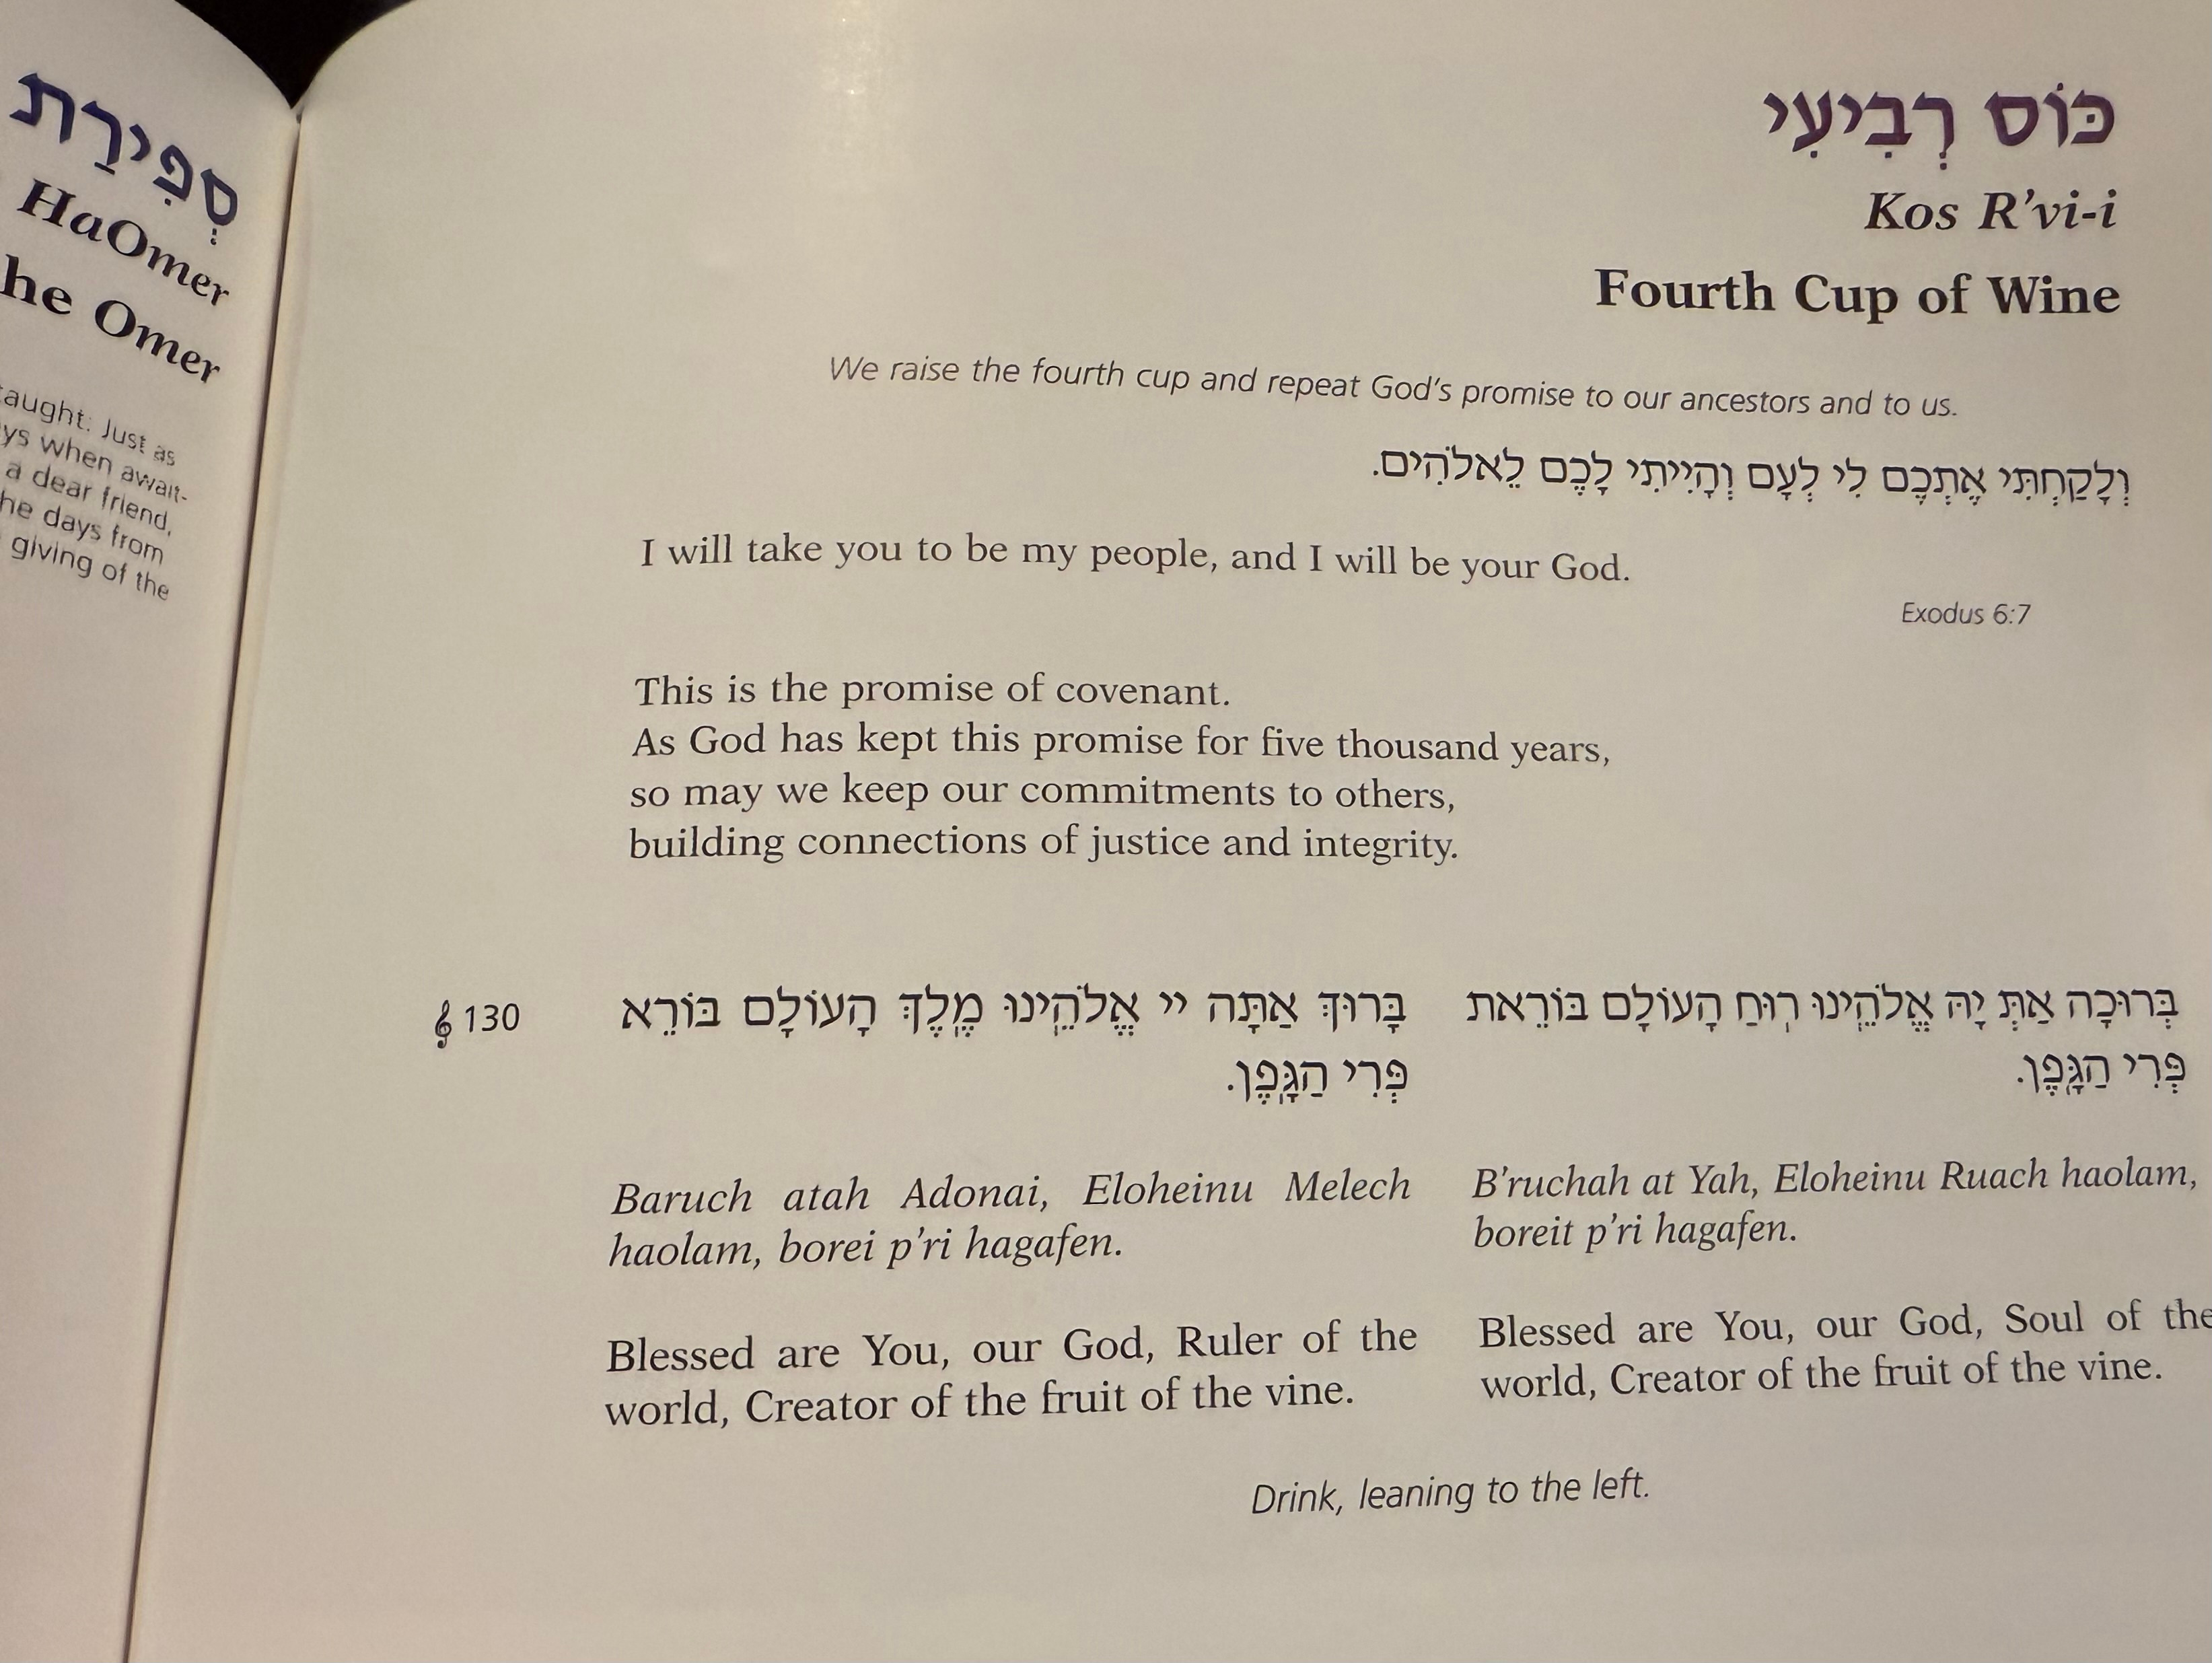 סְפִירַת
HaOmer
he Omer
taught: Just as
ys when await-
a dear friend,
he days from
giving of the
כּוֹס רְבִיעִי
Kos R’vi-i
Fourth Cup of Wine
We raise the fourth cup and repeat God’s promise to our ancestors and to us.
וְלָקַחְתִּי אֶתְכֶם לִי לְעָם וְהָיִיתִי לָכֶם לֵאלֹהִים.
I will take you to be my people, and I will be your God.
Exodus 6:7
This is the promise of covenant.
As God has kept this promise for five thousand years,
so may we keep our commitments to others,
building connections of justice and integrity.
130
בָּרוּךְ אַתָּה יי אֱלֹהֵֽינוּ מֶֽלֶךְ הָעוֹלָם בּוֹרֵא
פְּרִי הַגָּֽפֶן.
Baruch atah Adonai, Eloheinu Melech
haolam, borei p’ri hagafen.
Blessed are You, our God, Ruler of the
world, Creator of the fruit of the vine.
בְּרוּכָה אַתְּ יָהּ אֱלֹהֵֽינוּ רֽוּחַ הָעוֹלָם בּוֹרֵאת
פְּרִי הַגָּֽפֶן.
B’ruchah at Yah, Eloheinu Ruach haolam,
boreit p’ri hagafen.
Blessed are You, our God, Soul of the
world, Creator of the fruit of the vine.
Drink, leaning to the left.